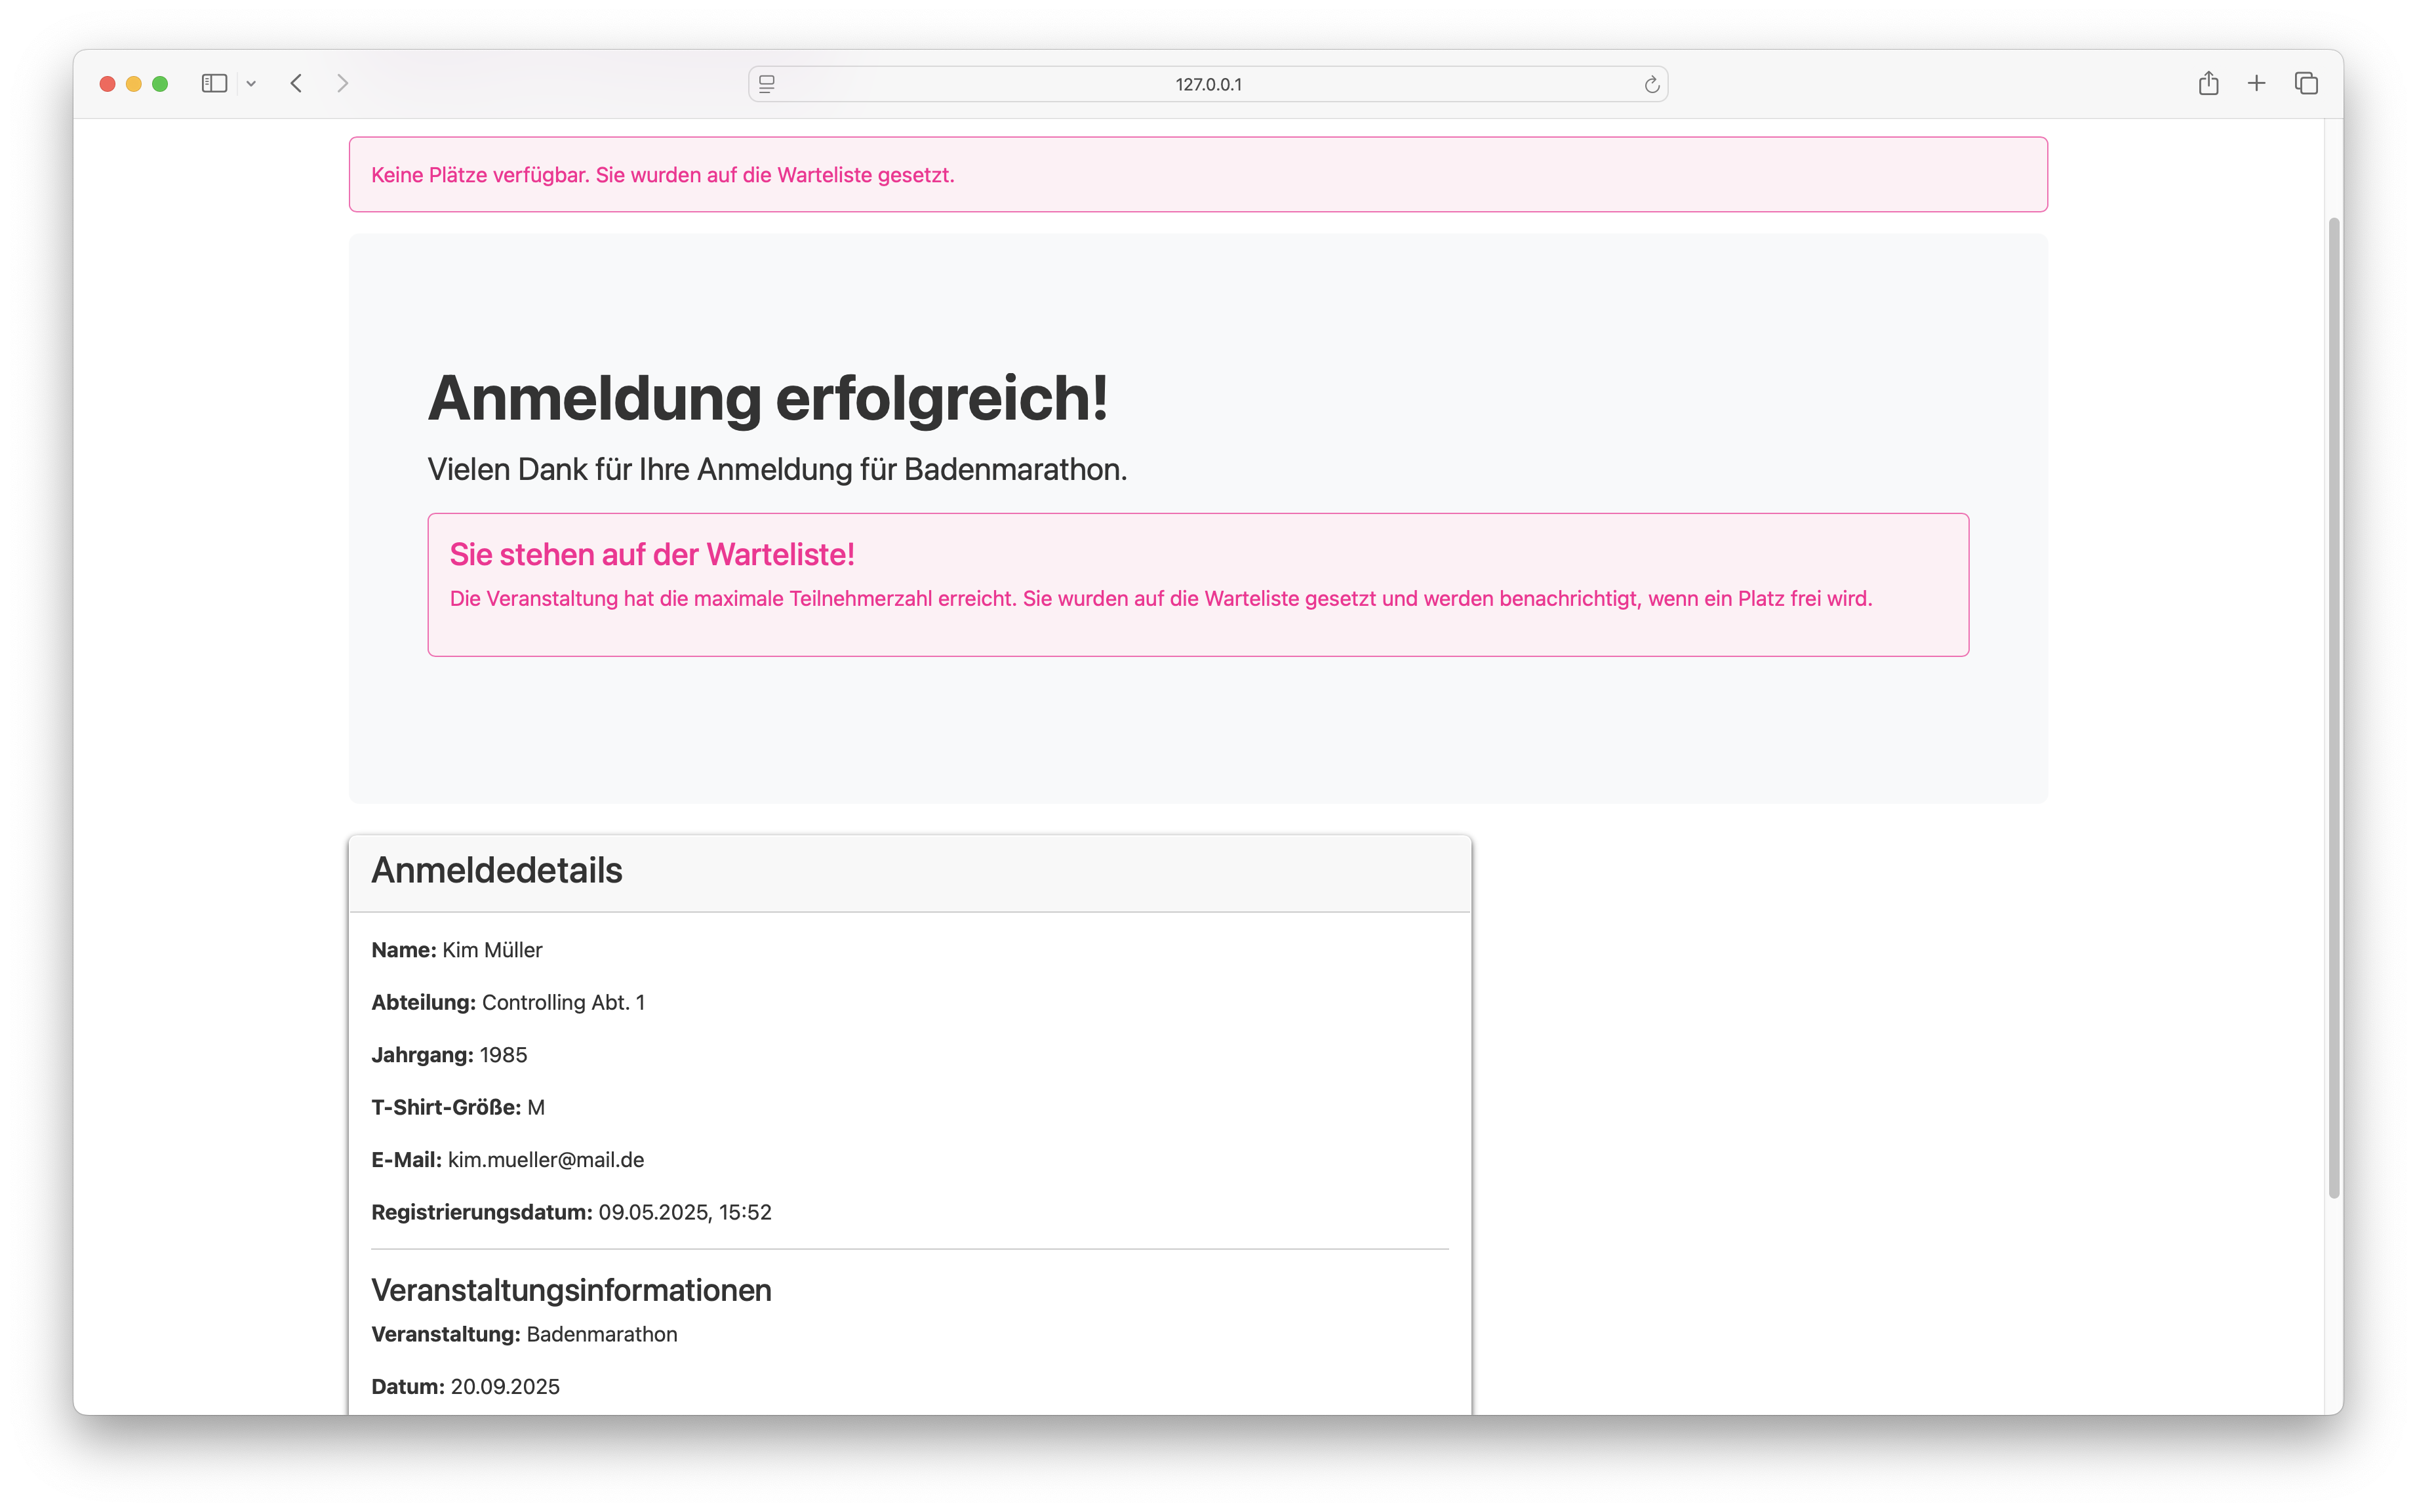 127.0.0.1
Keine Plätze verfügbar. Sie wurden auf die Warteliste gesetzt.
Anmeldung erfolgreich!
Vielen Dank für Ihre Anmeldung für Badenmarathon.
Sie stehen auf der Warteliste!
Die Veranstaltung hat die maximale Teilnehmerzahl erreicht. Sie wurden auf die Warteliste gesetzt und werden benachrichtigt, wenn ein Platz frei wird.
Anmeldedetails
Name: Kim Müller
Abteilung: Controlling Abt. 1
Jahrgang: 1985
T-Shirt-Größe: M
E-Mail: kim.mueller@mail.de
Registrierungsdatum: 09.05.2025, 15:52
Veranstaltungsinformationen
Veranstaltung: Badenmarathon
Datum: 20.09.2025